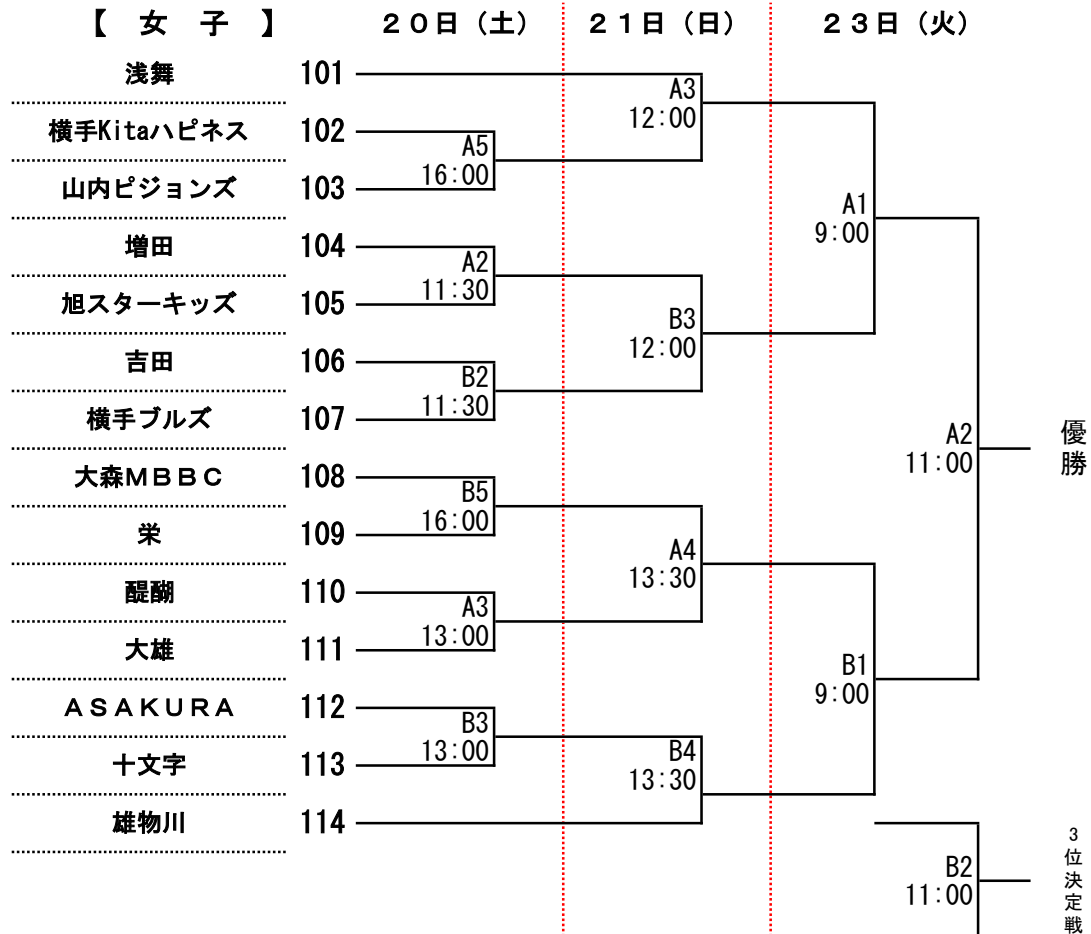 【 女 子 】 ２０日（土） ２１日（日） ２３日（火）
浅舞 101
A3
12:00
横手Kitaハピネス 102
A5
16:00
山内ピジョンズ 103
A1
9:00
増田 104
A2
11:30
旭スターキッズ 105
B3
12:00
吉田 106
B2
11:30
横手ブルズ 107
A2
11:00
優勝
大森ＭＢＢＣ 108
B5
16:00
栄 109
A4
13:30
醍醐 110
A3
13:00
大雄 111
B1
9:00
ＡＳＡＫＵＲＡ 112
B3
13:00
十文字 113
B4
13:30
雄物川 114
B2
11:00
3位決定戦